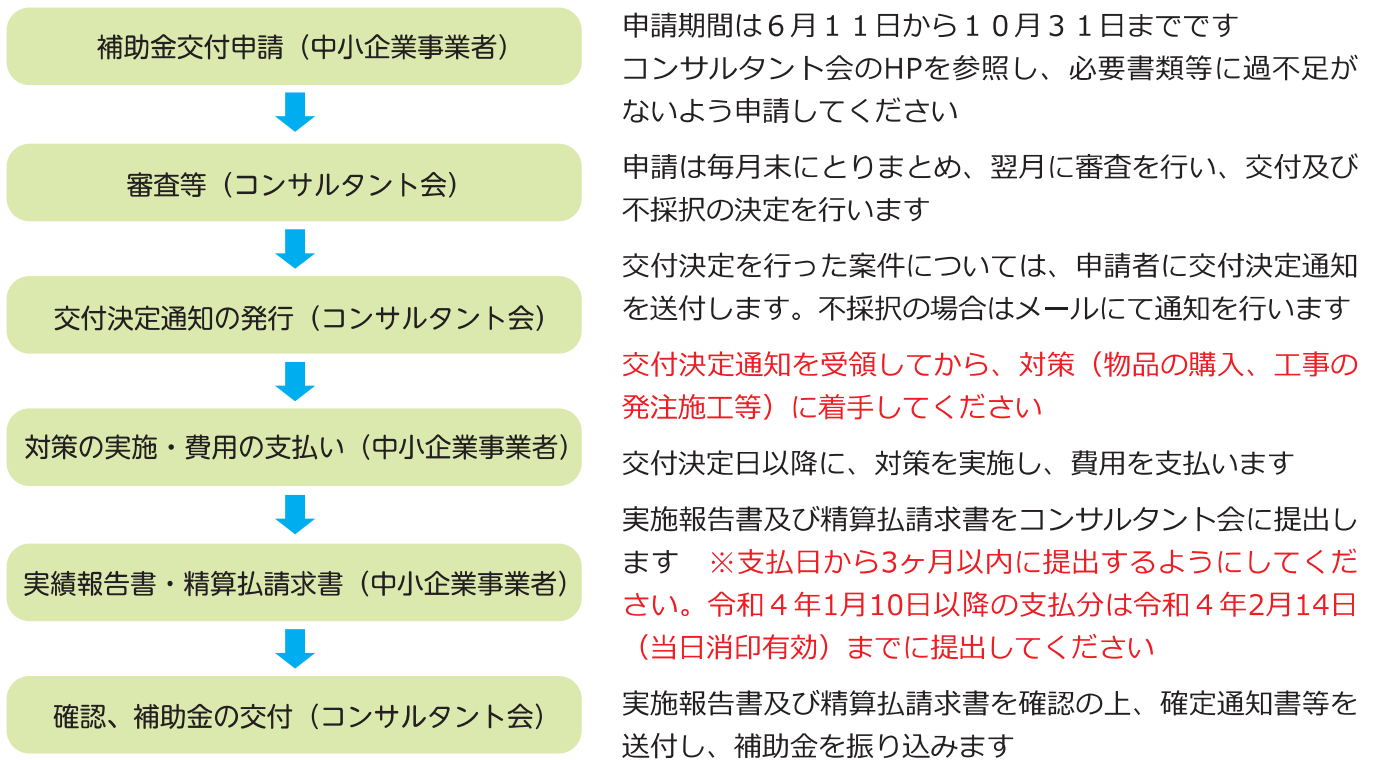 補助金交付申請（中小企業事業者）
申請期間は６月１１日から１０月３１日までです
コンサルタント会のHPを参照し、必要書類等に過不足が
ないよう申請してください
審査等（コンサルタント会）
申請は毎月末にとりまとめ、翌月に審査を行い、交付及び
不採択の決定を行います
交付決定通知の発行（コンサルタント会）
交付決定を行った案件については、申請者に交付決定通知
を送付します。不採択の場合はメールにて通知を行います
交付決定通知を受領してから、対策（物品の購入、工事の
発注施工等）に着手してください
対策の実施・費用の支払い（中小企業事業者）
交付決定日以降に、対策を実施し、費用を支払います
実績報告書・精算払請求書（中小企業事業者）
実施報告書及び精算払請求書をコンサルタント会に提出し
ます　※支払日から3ヶ月以内に提出するようにしてくだ
さい。令和４年1月10日以降の支払分は令和４年2月14日
（当日消印有効）までに提出してください
確認、補助金の交付（コンサルタント会）
実施報告書及び精算払請求書を確認の上、確定通知書等を
送付し、補助金を振り込みます